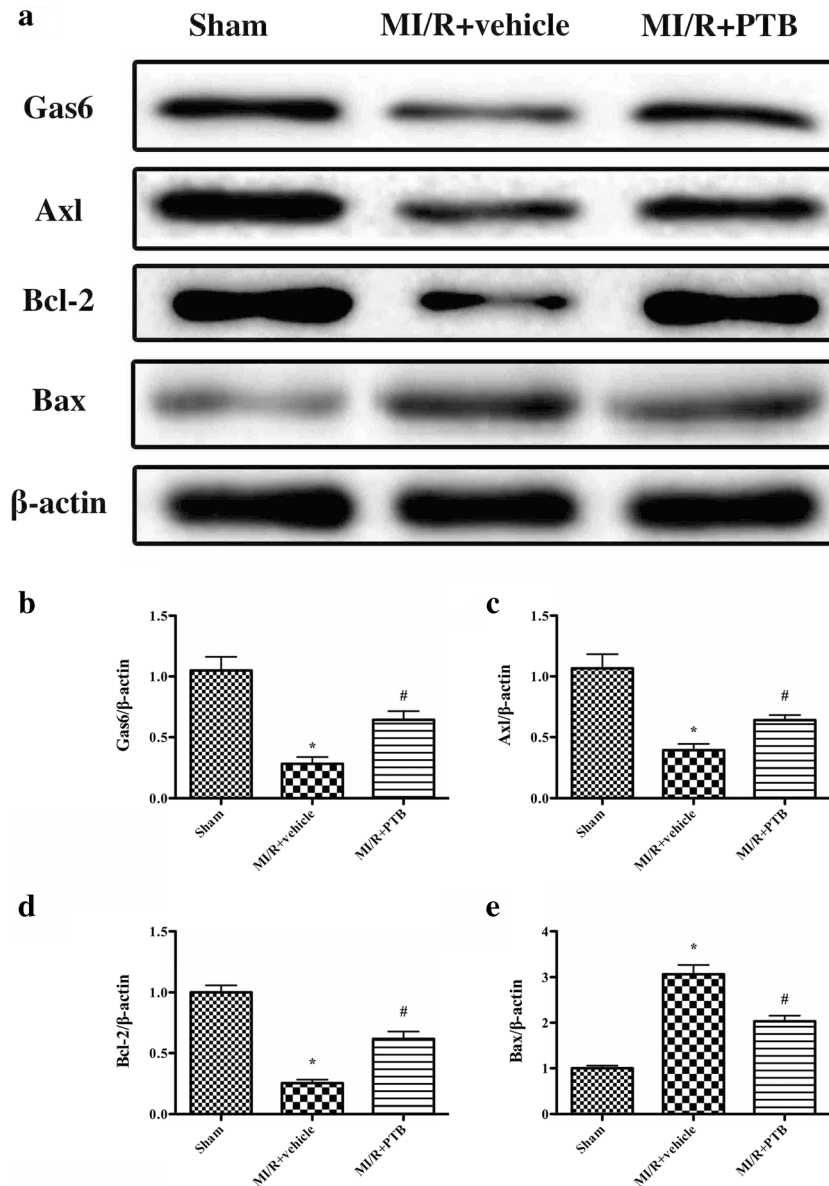 a
Sham MI/R+vehicle MI/R+PTB
Gas6
Axl
Bcl-2
Bax
β-actin
b
1.5
1.0
0.5
0.0
Gas6/β-actin
*
#
Sham MI/R+vehicle MI/R+PTB
c
1.5
1.0
0.5
0.0
Axl/β-actin
*
#
Sham MI/R+vehicle MI/R+PTB
d
1.5
1.0
0.5
0.0
Bcl-2/β-actin
*
#
Sham MI/R+vehicle MI/R+PTB
e
4
3
2
1
0
Bax/β-actin
*
#
Sham MI/R+vehicle MI/R+PTB